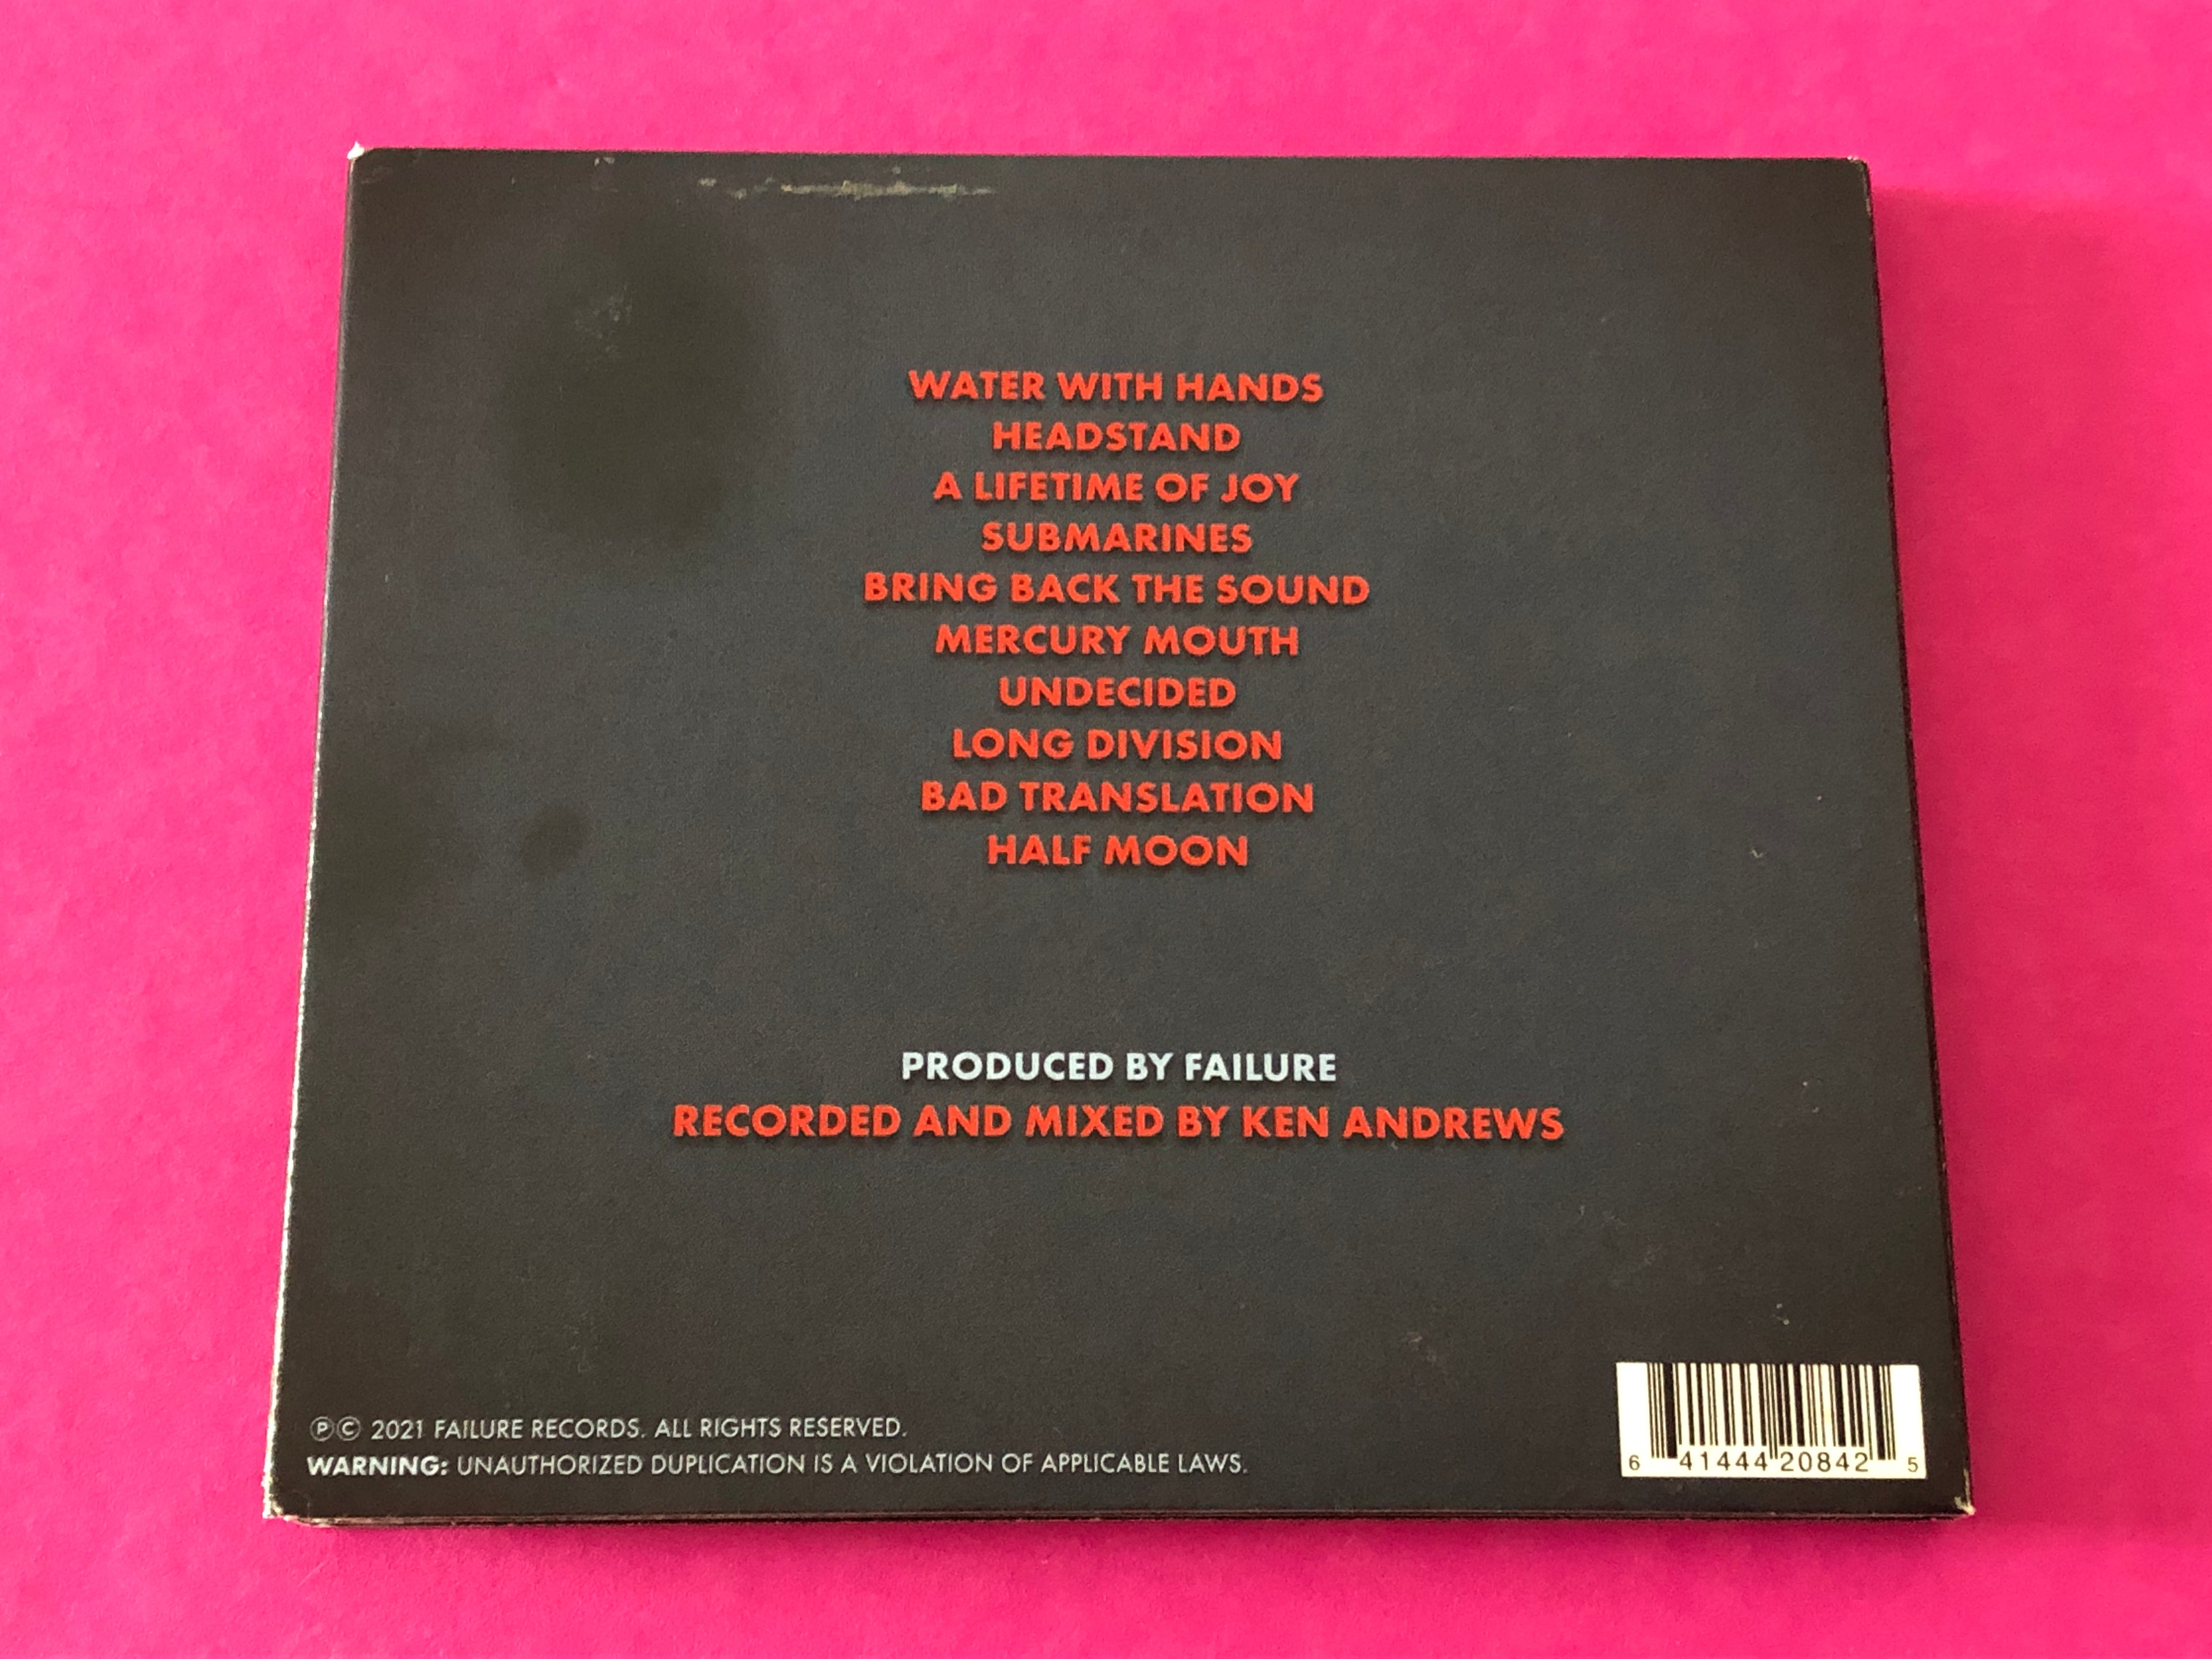 WATER WITH HANDS
HEADSTAND
A LIFETIME OF JOY
SUBMARINES
BRING BACK THE SOUND
MERCURY MOUTH
UNDECIDED
LONG DIVISION
BAD TRANSLATION
HALF MOON
PRODUCED BY FAILURE
RECORDED AND MIXED BY KEN ANDREWS
℗© 2021 FAILURE RECORDS. ALL RIGHTS RESERVED.
WARNING: UNAUTHORIZED DUPLICATION IS A VIOLATION OF APPLICABLE LAWS.
6 41444 20842 5